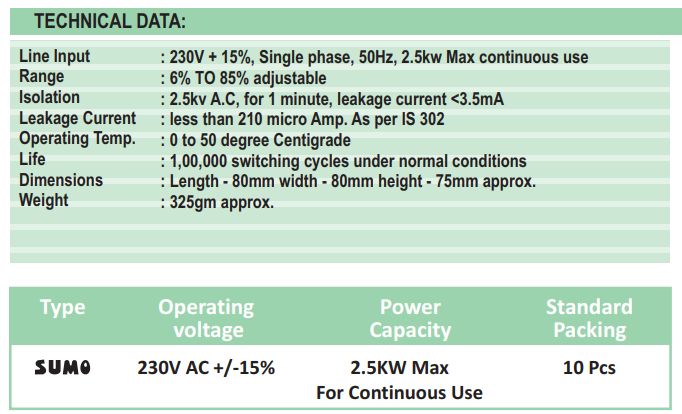 TECHNICAL DATA:
Line Input : 230V + 15%, Single phase, 50Hz, 2.5kw Max continuous use
Range : 6% TO 85% adjustable
Isolation : 2.5kv A.C, for 1 minute, leakage current <3.5mA
Leakage Current : less than 210 micro Amp. As per IS 302
Operating Temp. : 0 to 50 degree Centigrade
Life : 1,00,000 switching cycles under normal conditions
Dimensions : Length - 80mm width - 80mm height - 75mm approx.
Weight : 325gm approx.
Type Operating voltage Power Capacity Standard Packing
SUMO 230V AC +/-15% 2.5KW Max For Continuous Use 10 Pcs